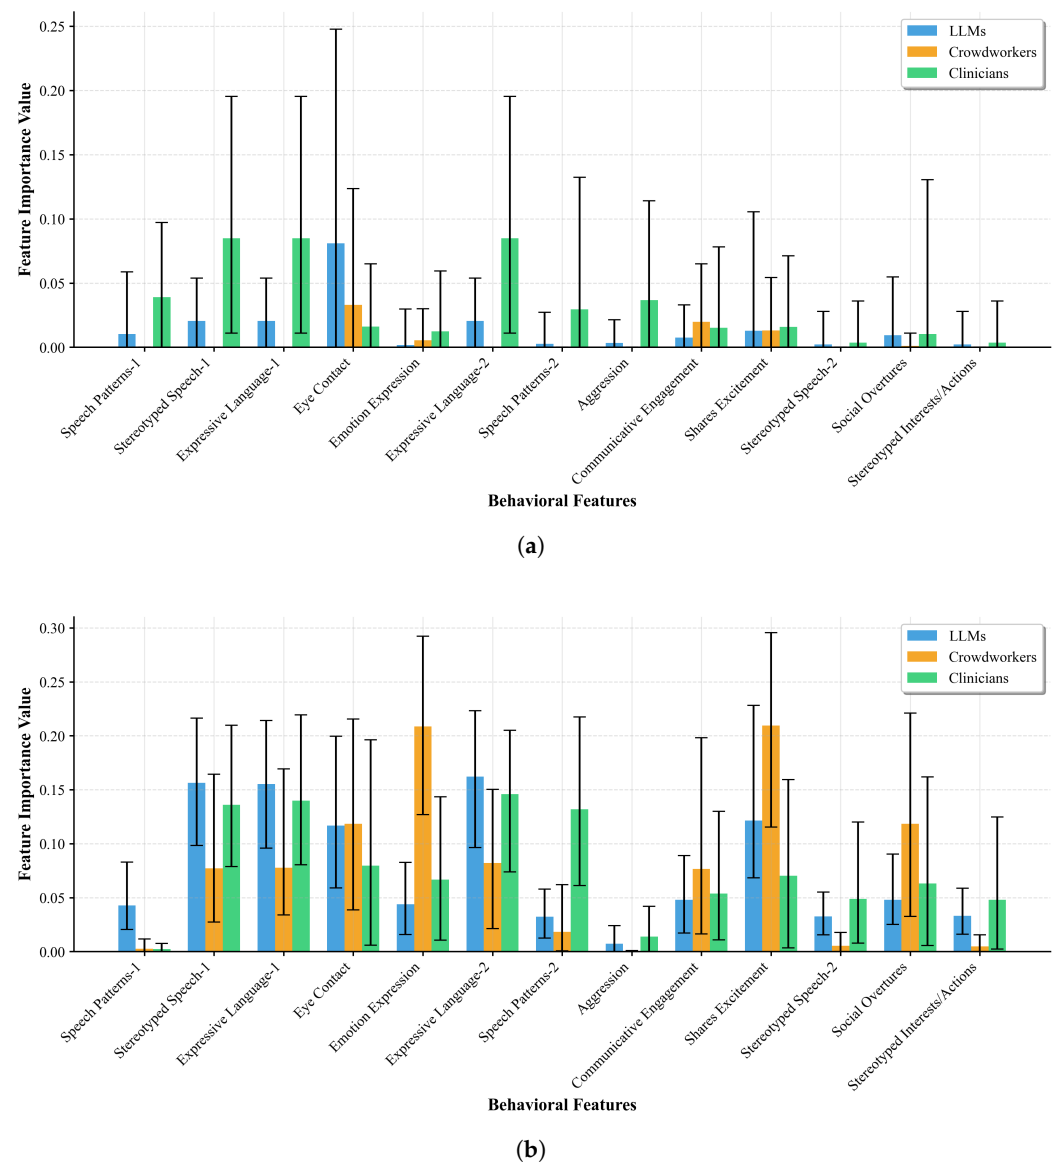 0.25
0.20
0.15
0.10
0.05
0.00
Feature Importance Value
LLMs
Crowdworkers
Clinicians
Speech Patterns-1
Stereotyped Speech-1
Expressive Language-1
Eye Contact
Emotion Expression
Expressive Language-2
Speech Patterns-2
Aggression
Communicative Engagement
Shares Excitement
Stereotyped Speech-2
Social Overtures
Stereotyped Interests/Actions
Behavioral Features
(a)
0.30
0.25
0.20
0.15
0.10
0.05
0.00
Feature Importance Value
LLMs
Crowdworkers
Clinicians
Speech Patterns-1
Stereotyped Speech-1
Expressive Language-1
Eye Contact
Emotion Expression
Expressive Language-2
Speech Patterns-2
Aggression
Communicative Engagement
Shares Excitement
Stereotyped Speech-2
Social Overtures
Stereotyped Interests/Actions
Behavioral Features
(b)